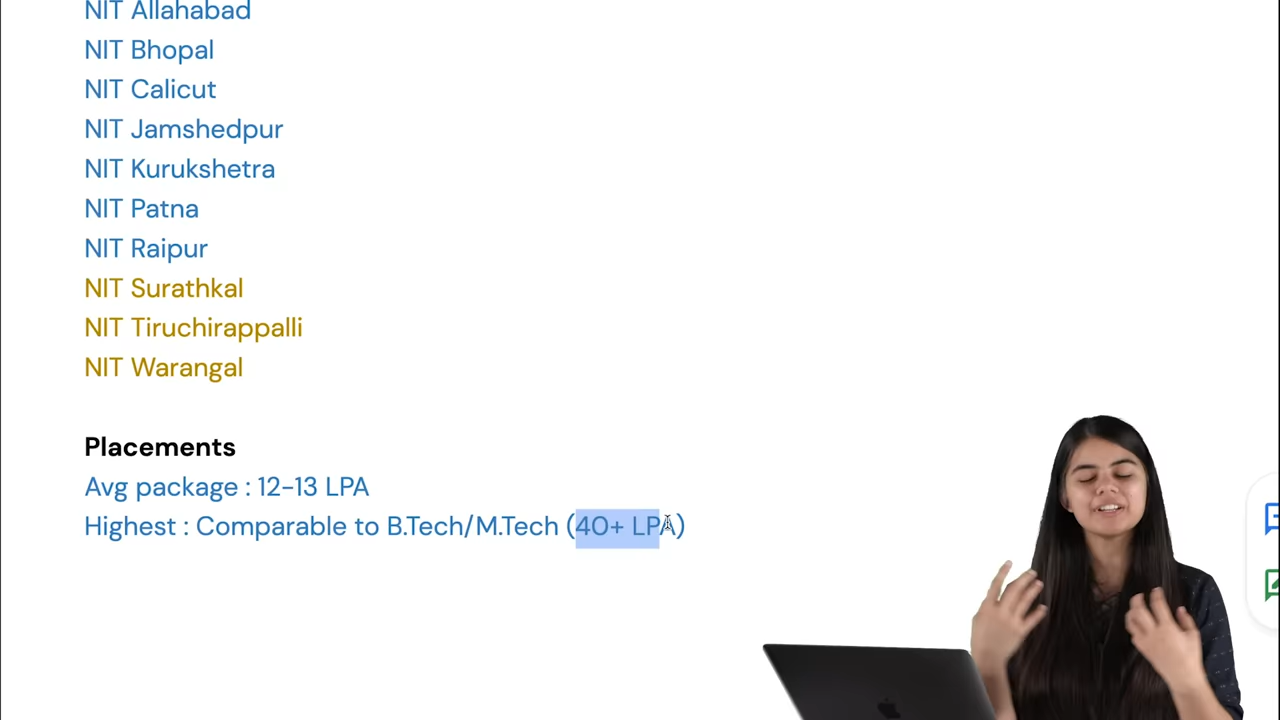 NIT Allahabad
NIT Bhopal
NIT Calicut
NIT Jamshedpur
NIT Kurukshetra
NIT Patna
NIT Raipur
NIT Surathkal
NIT Tiruchirappalli
NIT Warangal
Placements
Avg package : 12-13 LPA
Highest : Comparable to B.Tech/M.Tech (40+ LPA)